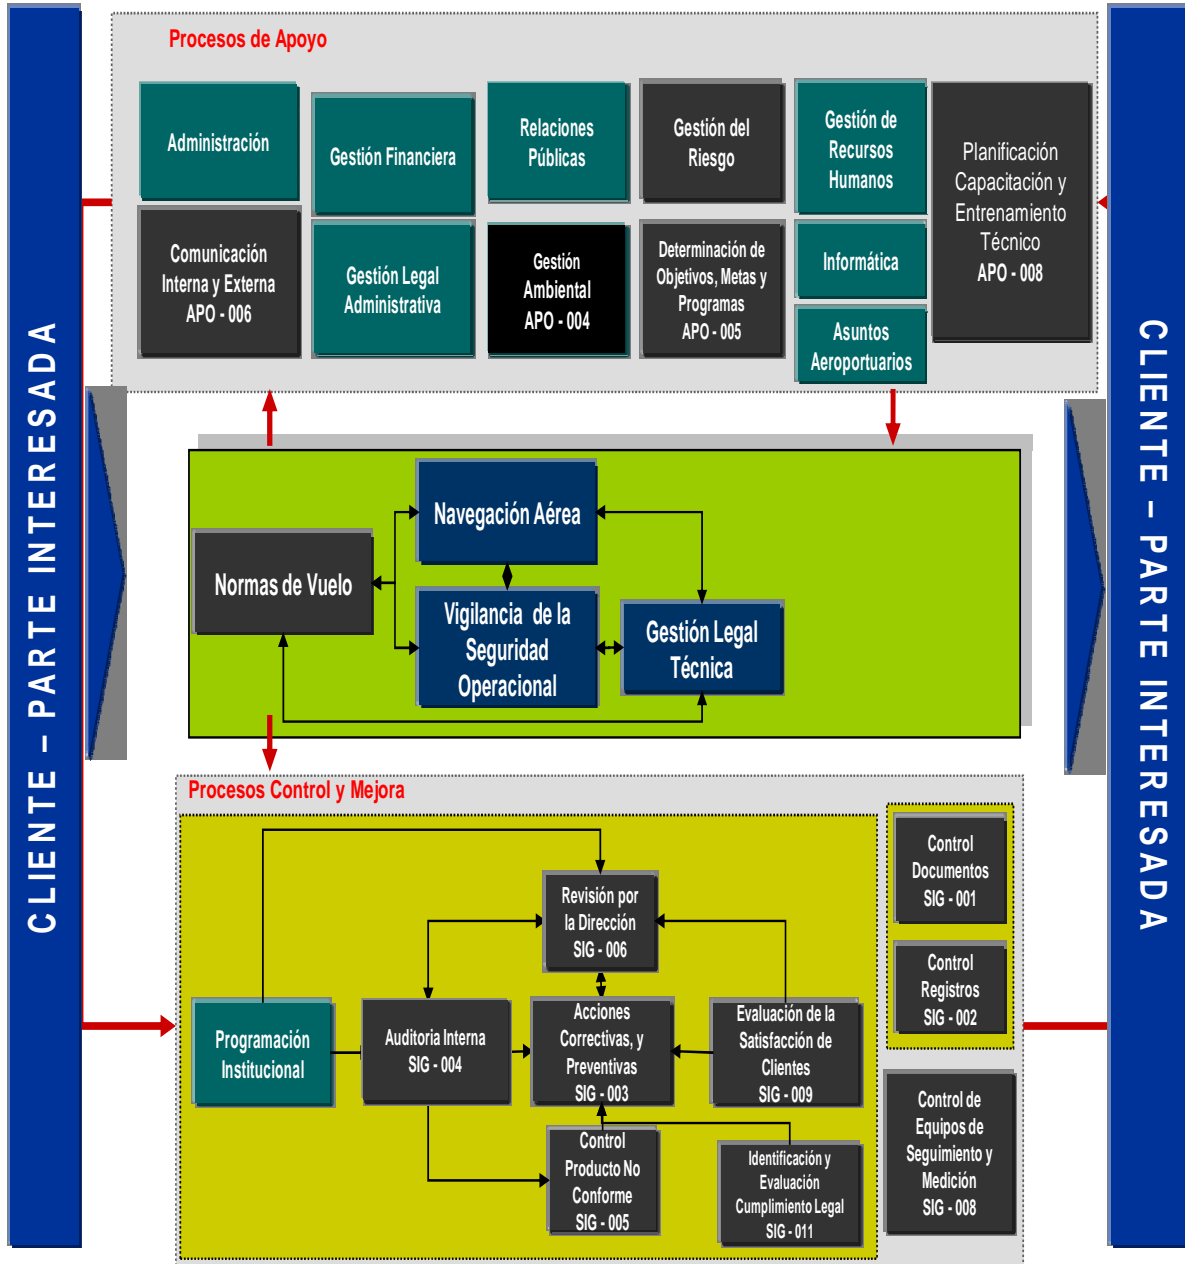 CLIENTE – PARTE INTERESADA
Procesos de Apoyo
Administración
Gestión Financiera
Relaciones
Públicas
Gestión del
Riesgo
Gestión de
Recursos
Humanos
Planificación
Capacitación y
Entrenamiento
Técnico
APO - 008
Comunicación
Interna y Externa
APO - 006
Gestión Legal
Administrativa
Gestión
Ambiental
APO - 004
Determinación de
Objetivos, Metas y
Programas
APO - 005
Informática
Asuntos
Aeroportuarios
Navegación Aérea
Normas de Vuelo
Vigilancia de la
Seguridad
Operacional
Gestión Legal
Técnica
Procesos Control y Mejora
Revisión por
la Dirección
SIG - 006
Programación
Institucional
Auditoria Interna
SIG - 004
Acciones
Correctivas, y
Preventivas
SIG - 003
Evaluación de la
Satisfacción de
Clientes
SIG - 009
Control
Producto No
Conforme
SIG - 005
Identificación y
Evaluación
Cumplimiento Legal
SIG - 011
Control
Documentos
SIG - 001
Control
Registros
SIG - 002
Control de
Equipos de
Seguimiento y
Medición
SIG - 008
CLIENTE – PARTE INTERESADA